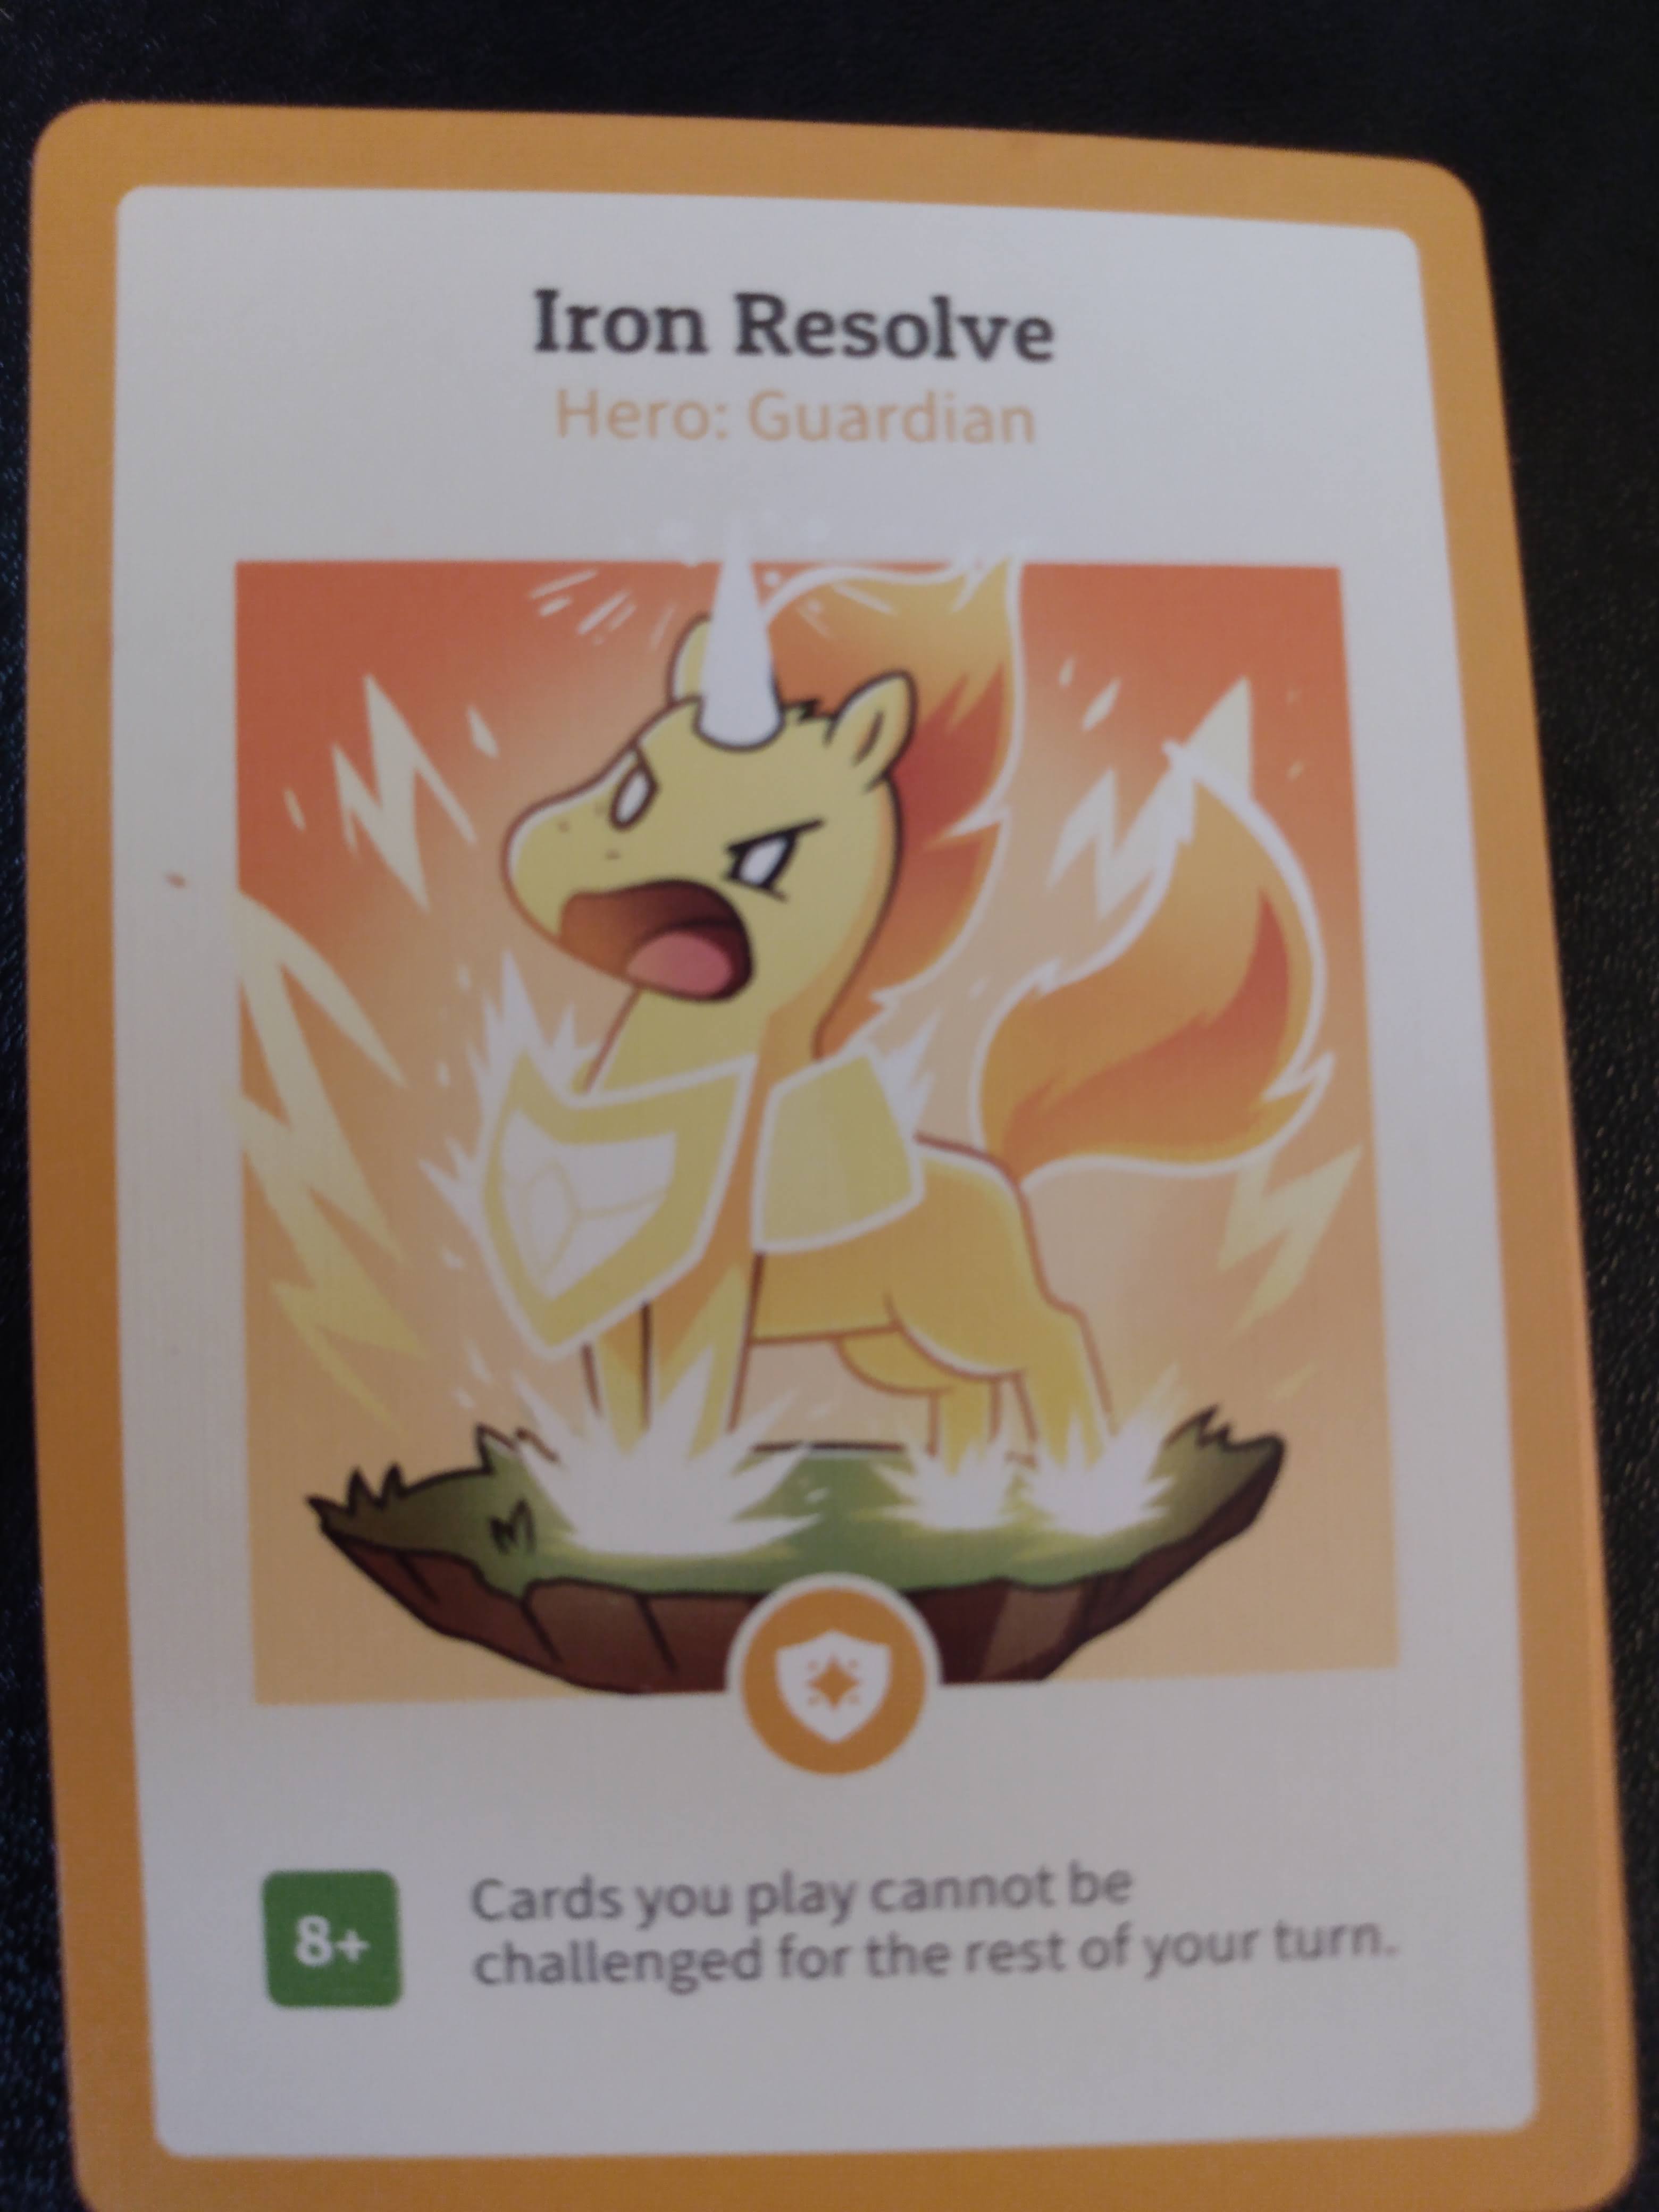 Iron Resolve
Hero: Guardian
8+
Cards you play cannot be
challenged for the rest of your turn.